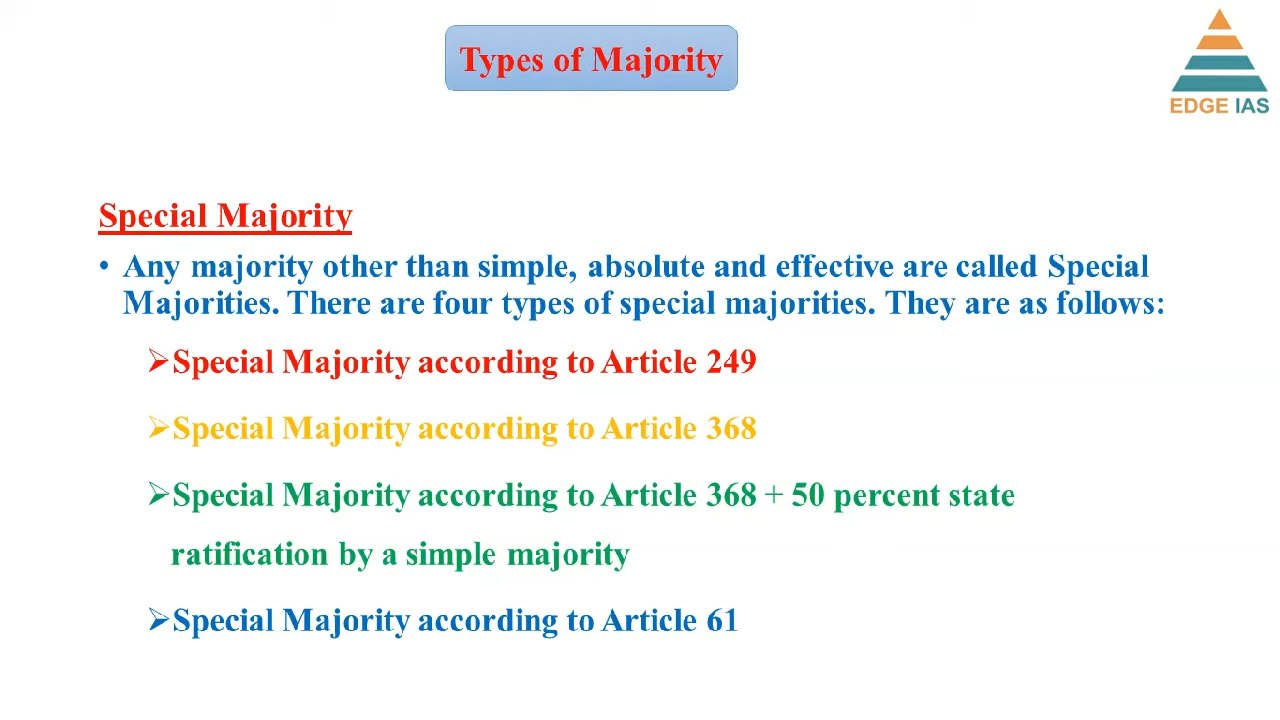 Types of Majority
EDGE IAS
Special Majority
• Any majority other than simple, absolute and effective are called Special
Majorities. There are four types of special majorities. They are as follows:
➢Special Majority according to Article 249
➢Special Majority according to Article 368
➢Special Majority according to Article 368 + 50 percent state
ratification by a simple majority
➢Special Majority according to Article 61